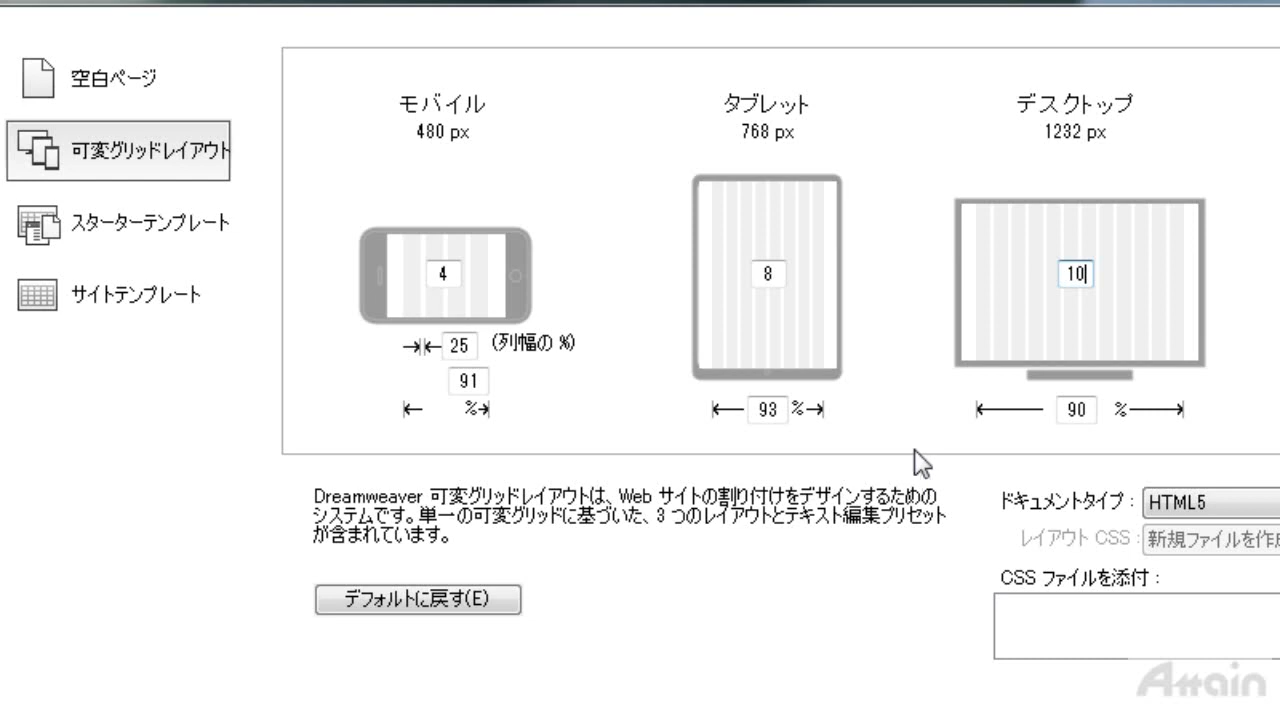 空白ページ
可変グリッドレイアウト
スターターテンプレート
サイトテンプレート
モバイル
480 px
タブレット
768 px
デスクトップ
1232 px
4
8
10
25 (列幅の %)
91
%
93 %
90 %
Dreamweaver 可変グリッドレイアウトは、Web サイトの割り付けをデザインするための
システムです。単一の可変グリッドに基づいた、3 つのレイアウトとテキスト編集プリセット
が含まれています。
デフォルトに戻す(E)
ドキュメントタイプ : HTML5
レイアウト CSS : 新規ファイルを作成
CSS ファイルを添付 :
Attain